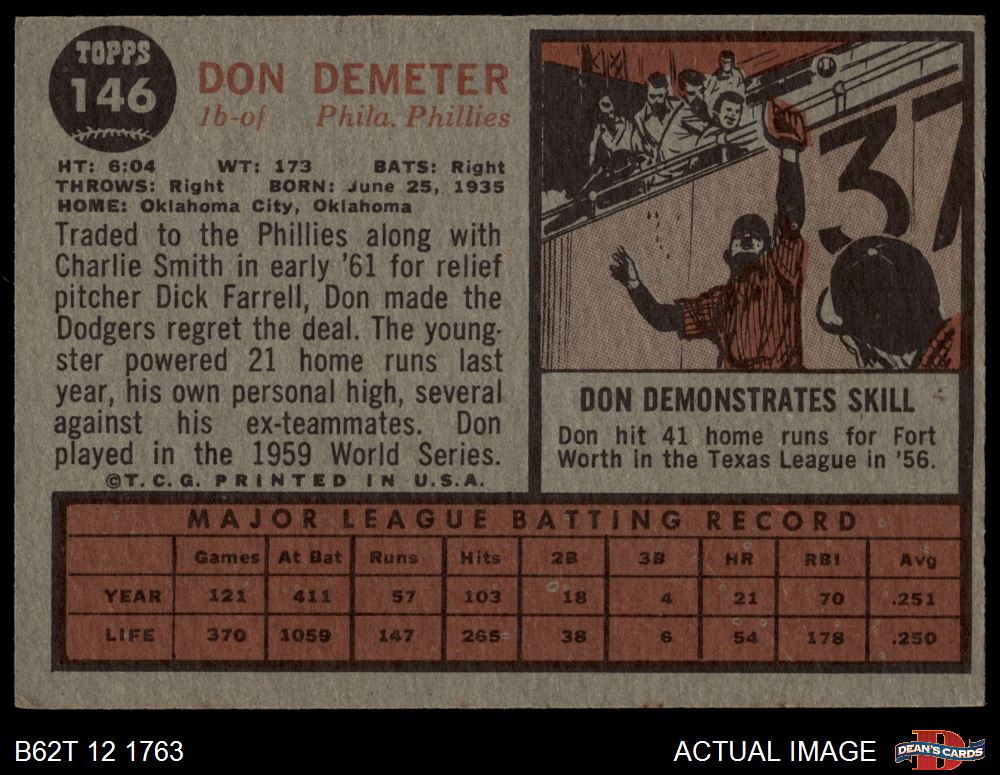 TOPPS
146
DON DEMETER
1b-of Phila. Phillies
HT: 6:04 WT: 173 BATS: Right
THROWS: Right BORN: June 25, 1935
HOME: Oklahoma City, Oklahoma
Traded to the Phillies along with
Charlie Smith in early '61 for relief
pitcher Dick Farrell, Don made the
Dodgers regret the deal. The young-
ster powered 21 home runs last
year, his own personal high, several
against his ex-teammates. Don
played in the 1959 World Series.
©T.C.G. PRINTED IN U.S.A.
37
DON DEMONSTRATES SKILL
Don hit 41 home runs for Fort
Worth in the Texas League in '56.
MAJOR LEAGUE BATTING RECORD
Games At Bat Runs Hits 2B 3B HR RBI Avg
YEAR 121 411 57 103 18 4 21 70 .251
LIFE 370 1059 147 265 38 6 54 178 .250
B62T 12 1763
ACTUAL IMAGE
DEAN'S CARDS